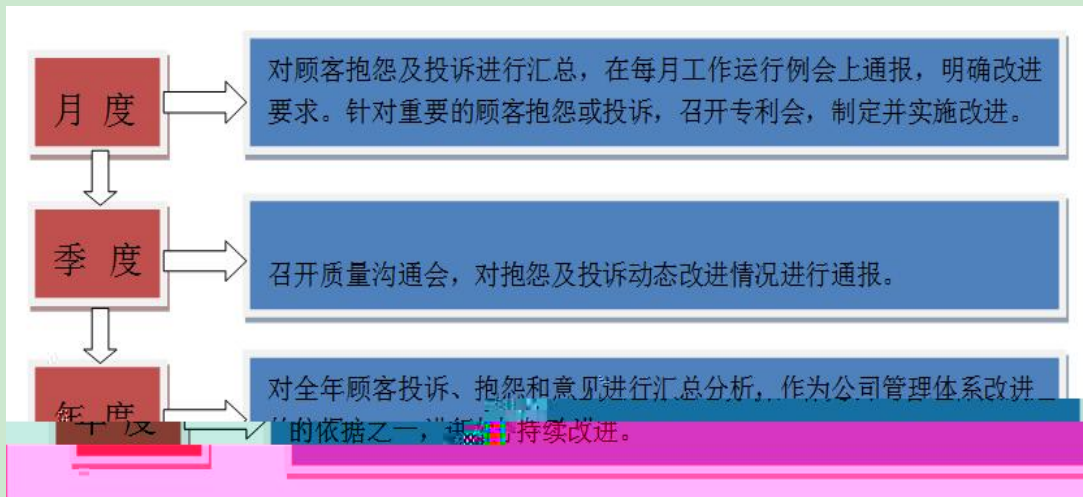 月 度
对顾客抱怨及投诉进行汇总，在每月工作运行例会上通报，明确改进
要求。针对重要的顾客抱怨或投诉，召开专利会，制定并实施改进。
季 度
召开质量沟通会，对抱怨及投诉动态改进情况进行通报。
年 度
对全年顾客投诉、抱怨和意见进行汇总分析，作为公司管理体系改进
的依据之一，持续改进。